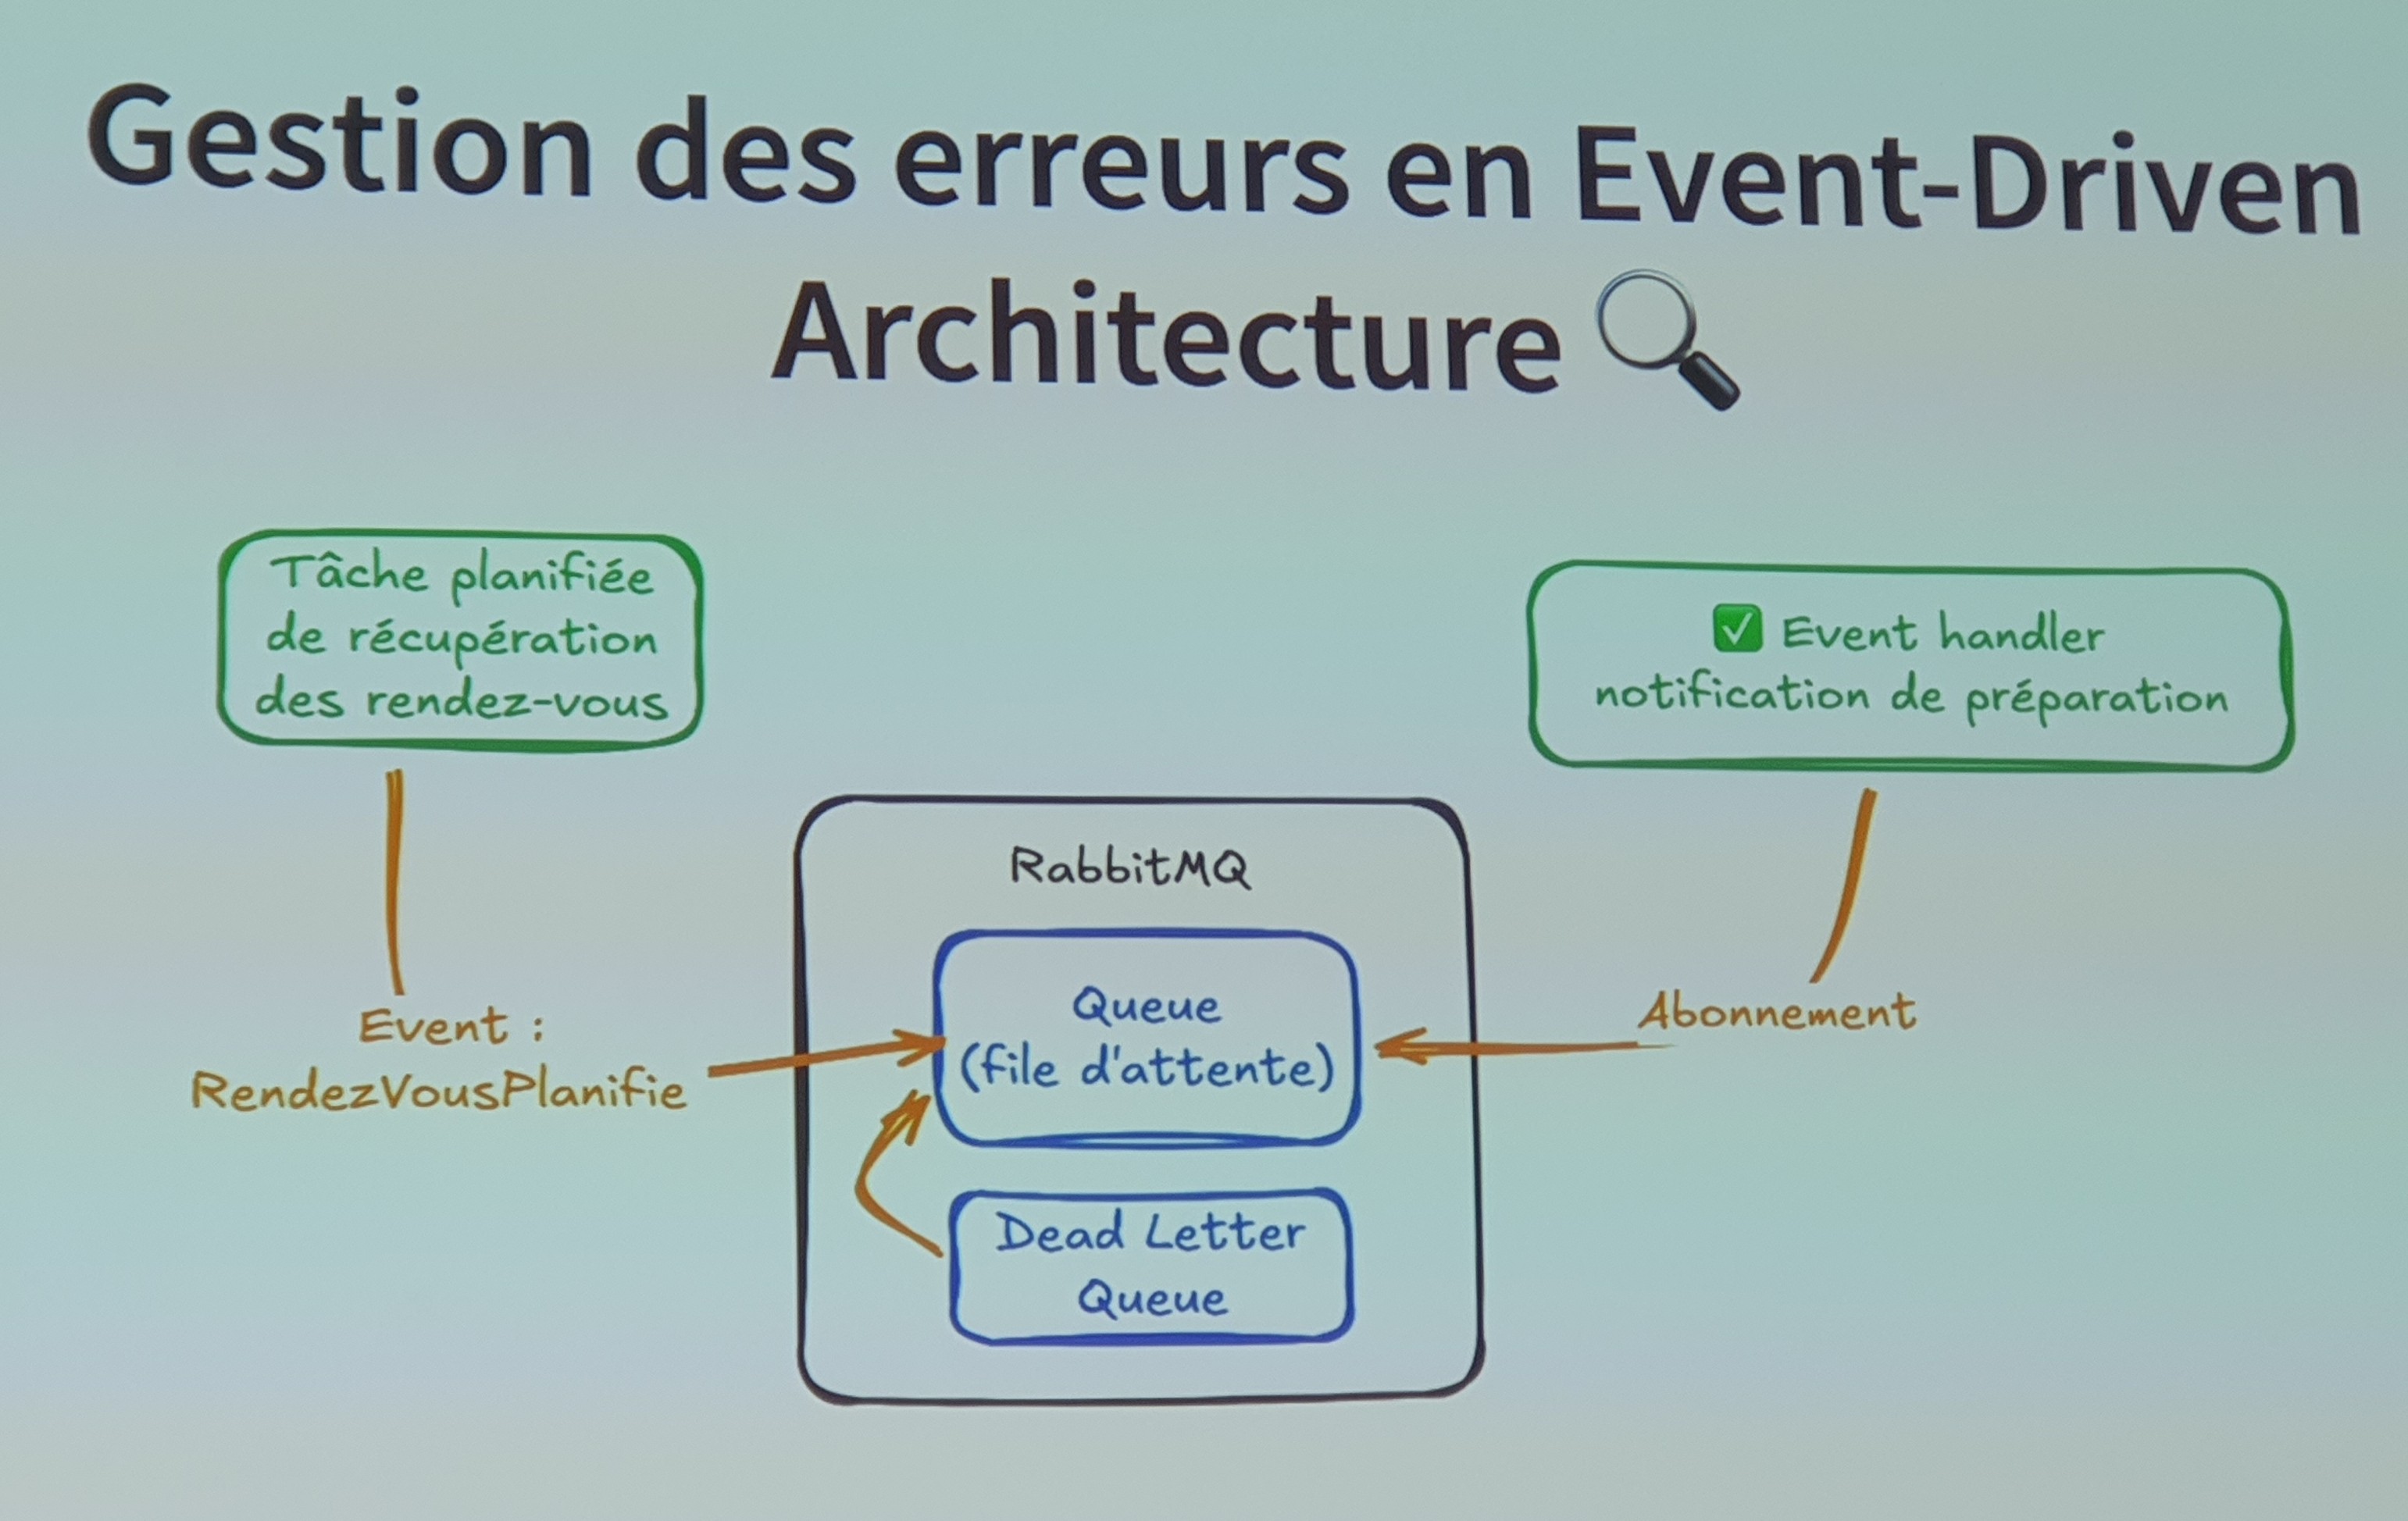 Gestion des erreurs en Event-Driven
Architecture 🔍
Tâche planifiée
de récupération
des rendez-vous
✅ Event handler
notification de préparation
RabbitMQ
Queue
(file d'attente)
Event :
RendezVousPlanifie
Abonnement
Dead Letter
Queue